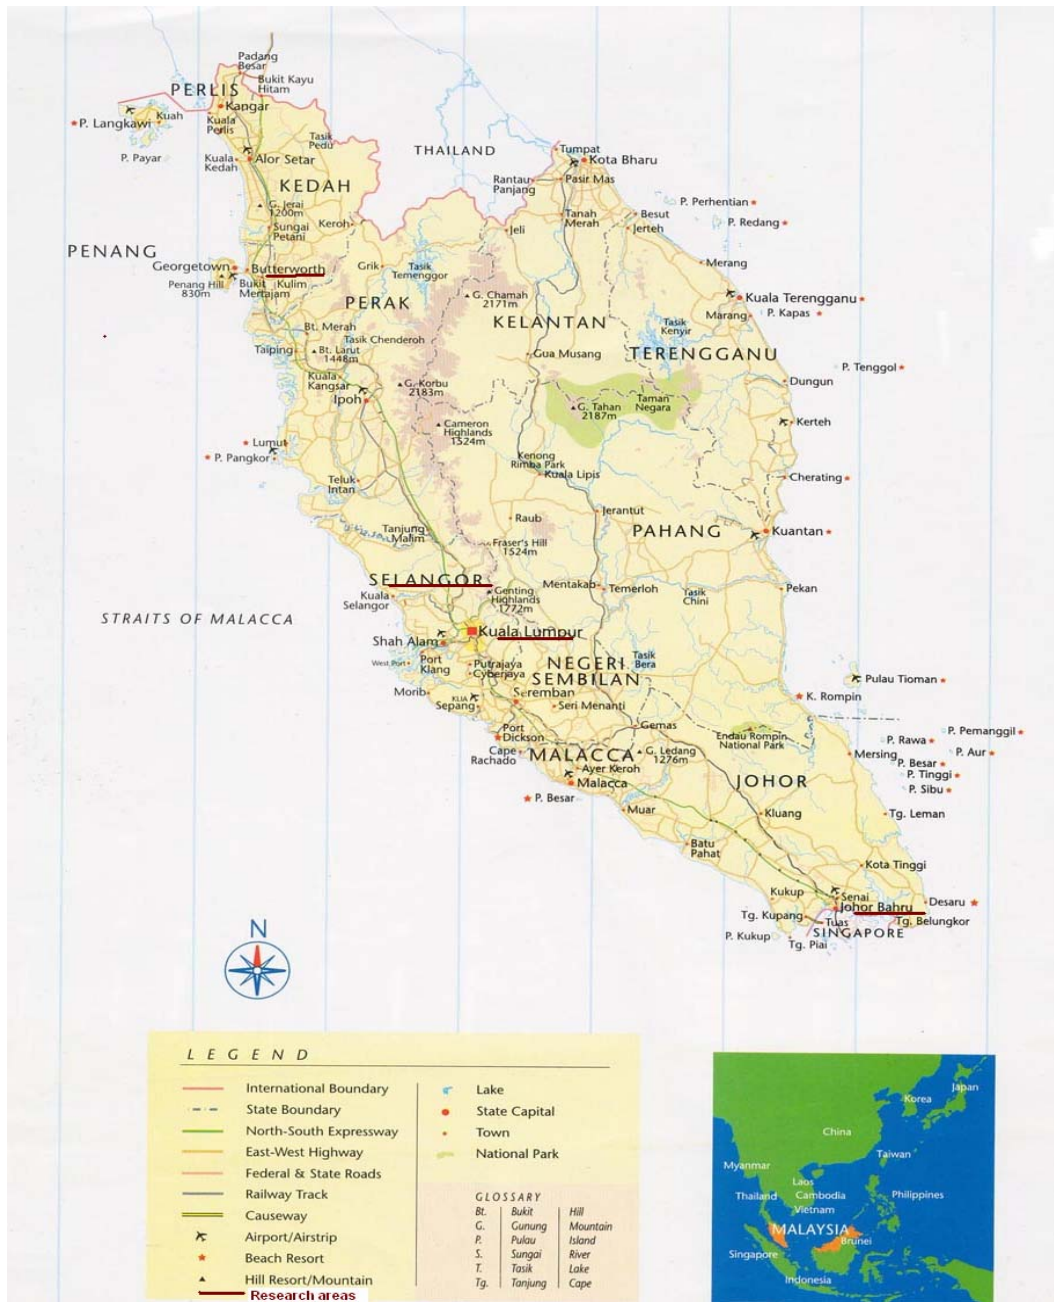 Padang
Besar
Bukit Kayu
Hitam
PERLIS
Kangar
P. Langkawi
Kuah
Kuala
Perlis
P. Payar
Tasik
Pedu
THAILAND
Kuala
Kedah
Alor Setar
KEDAH
Tumpat
Kota Bharu
Rantau
Panjang
Pasir Mas
G. Jerai
1200m
Sungai
Petani
Keroh
Jeli
Tanah
Merah
Besut
Jerteh
P. Perhentian
P. Redang
PENANG
Georgetown
Butterworth
Penang Hill
830m
Bukit
Mertajam
Kulim
Grik
Tasik
Temenggor
Merang
PERAK
G. Chamah
2171m
KELANTAN
Kuala Terengganu
Marang
P. Kapas
Tasik
Kenyir
Bt. Merah
Tasik Chenderoh
Taiping
Bt. Larut
1448m
Gua Musang
TERENGGANU
P. Tenggol
Kuala
Kangsar
G. Korbu
2183m
Ipoh
Dungun
G. Tahan
2187m
Taman
Negara
Cameron
Highlands
1524m
Kerteh
Lumut
P. Pangkor
Kenong
Rimba Park
Kuala Lipis
Cherating
Teluk
Intan
Jerantut
Raub
PAHANG
Kuantan
Tanjung
Malim
Fraser's Hill
1524m
SELANGOR
Genting
Highlands
1772m
Mentakab
Temerloh
Tasik
Chini
Pekan
Kuala
Selangor
STRAITS OF MALACCA
Kuala Lumpur
Shah Alam
West Port
Port
Klang
Putrajaya
Cyberjaya
NEGERI
SEMBILAN
Tasik
Bera
Pulau Tioman
Morib
KLIA
Sepang
Seremban
Seri Menanti
K. Rompin
Port
Dickson
Gemas
Endau Rompin
National Park
P. Pemanggil
P. Rawa
Cape
Rachado
MALACCA
G. Ledang
1276m
Mersing
P. Aur
P. Besar
Ayer Keroh
Malacca
JOHOR
P. Tinggi
P. Sibu
P. Besar
Muar
Kluang
Tg. Leman
Batu
Pahat
Kota Tinggi
Kukup
Senai
Johor Bahru
Desaru
Tg. Kupang
Tuas
Tg. Belungkor
P. Kukup
Tg. Piai
SINGAPORE
N
LEGEND
International Boundary
State Boundary
North-South Expressway
East-West Highway
Federal & State Roads
Railway Track
Causeway
Airport/Airstrip
Beach Resort
Hill Resort/Mountain
Research areas
Lake
State Capital
Town
National Park
GLOSSARY
Bt. Bukit Hill
G. Gunung Mountain
P. Pulau Island
S. Sungai River
T. Tasik Lake
Tg. Tanjung Cape
Japan
Korea
China
Taiwan
Myanmar
Laos
Thailand
Cambodia
Vietnam
Philippines
MALAYSIA
Brunei
Singapore
Indonesia